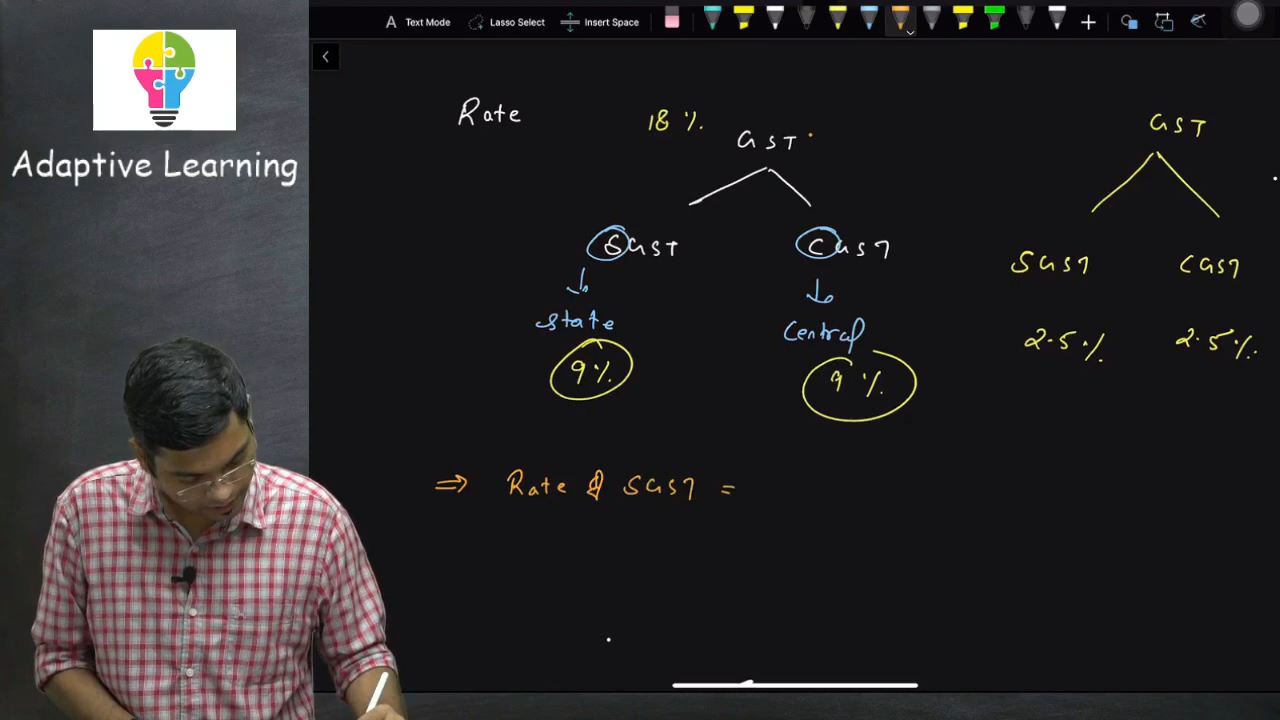 Text Mode
Lasso Select
Insert Space
Adaptive Learning
Rate
18 %
GST
SGST
CGST
State
Central
9 %
9 %
GST
SGST
CGST
2.5 %
2.5 %
⇒ Rate of SGST =